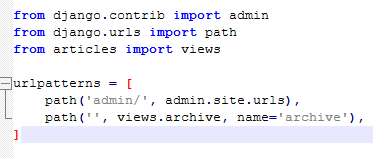 from django.contrib import admin
from django.urls import path
from articles import views

urlpatterns = [
    path('admin/', admin.site.urls),
    path('', views.archive, name='archive'),
]